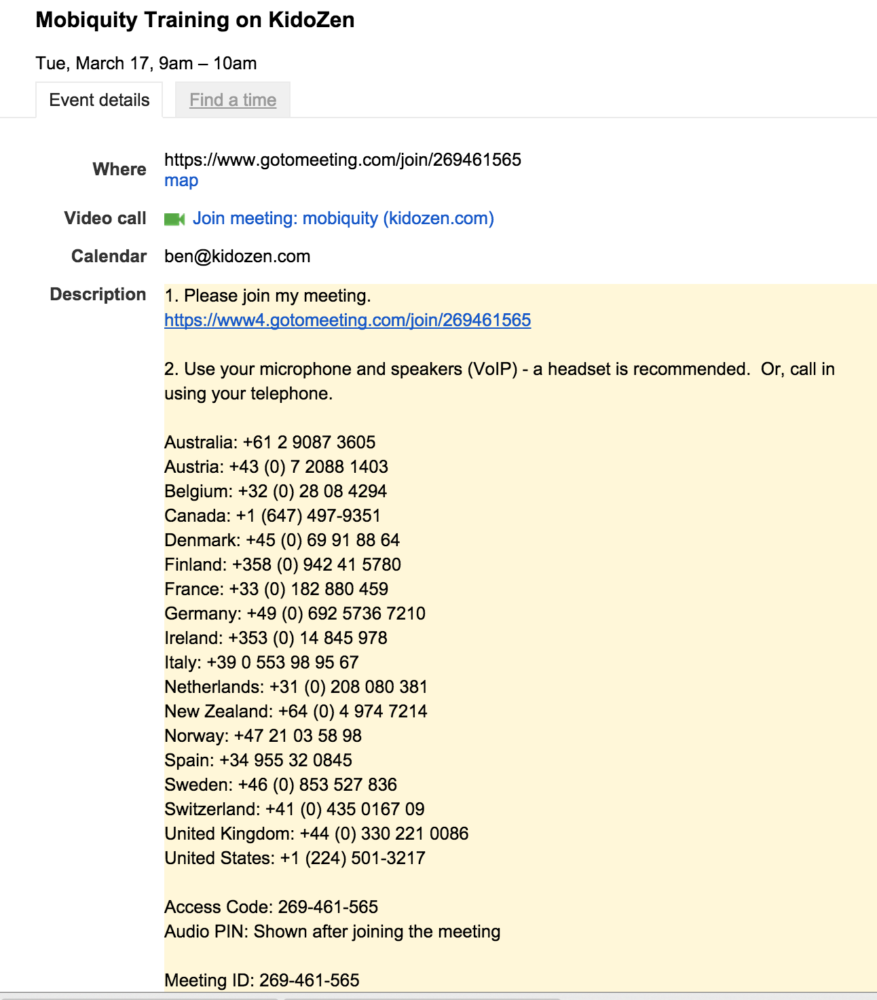 Mobiquity Training on KidoZen
Tue, March 17, 9am – 10am
Event details
Find a time
Where
https://www.gotomeeting.com/join/269461565
map
Video call
Join meeting: mobiquity (kidozen.com)
Calendar
ben@kidozen.com
Description
1. Please join my meeting.
https://www4.gotomeeting.com/join/269461565
2. Use your microphone and speakers (VoIP) - a headset is recommended.  Or, call in
using your telephone.
Australia: +61 2 9087 3605
Austria: +43 (0) 7 2088 1403
Belgium: +32 (0) 28 08 4294
Canada: +1 (647) 497-9351
Denmark: +45 (0) 69 91 88 64
Finland: +358 (0) 942 41 5780
France: +33 (0) 182 880 459
Germany: +49 (0) 692 5736 7210
Ireland: +353 (0) 14 845 978
Italy: +39 0 553 98 95 67
Netherlands: +31 (0) 208 080 381
New Zealand: +64 (0) 4 974 7214
Norway: +47 21 03 58 98
Spain: +34 955 32 0845
Sweden: +46 (0) 853 527 836
Switzerland: +41 (0) 435 0167 09
United Kingdom: +44 (0) 330 221 0086
United States: +1 (224) 501-3217
Access Code: 269-461-565
Audio PIN: Shown after joining the meeting
Meeting ID: 269-461-565